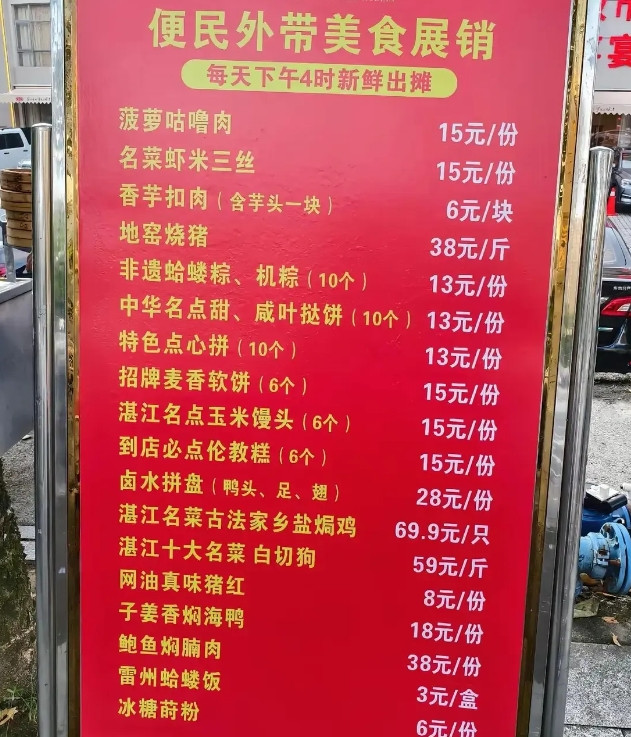 便民外带美食展销
每天下午4时新鲜出摊
菠萝咕噜肉 15元/份
名菜虾米三丝 15元/份
香芋扣肉（含芋头一块） 6元/块
地窑烧猪 38元/斤
非遗蛤蒌粽、机粽（10个） 13元/份
中华名点甜、咸叶挞饼（10个） 13元/份
特色点心拼（10个） 13元/份
招牌麦香软饼（6个） 15元/份
湛江名点玉米馒头（6个） 15元/份
到店必点伦教糕（6个） 15元/份
卤水拼盘（鸭头、足、翅） 28元/份
湛江名菜古法家乡盐焗鸡 69.9元/只
湛江十大名菜 白切狗 59元/斤
网油真味猪红 8元/份
子姜香焖海鸭 18元/份
鲍鱼焖腩肉 38元/份
雷州蛤蒌饭 3元/盒
冰糖莳粉 6元/份